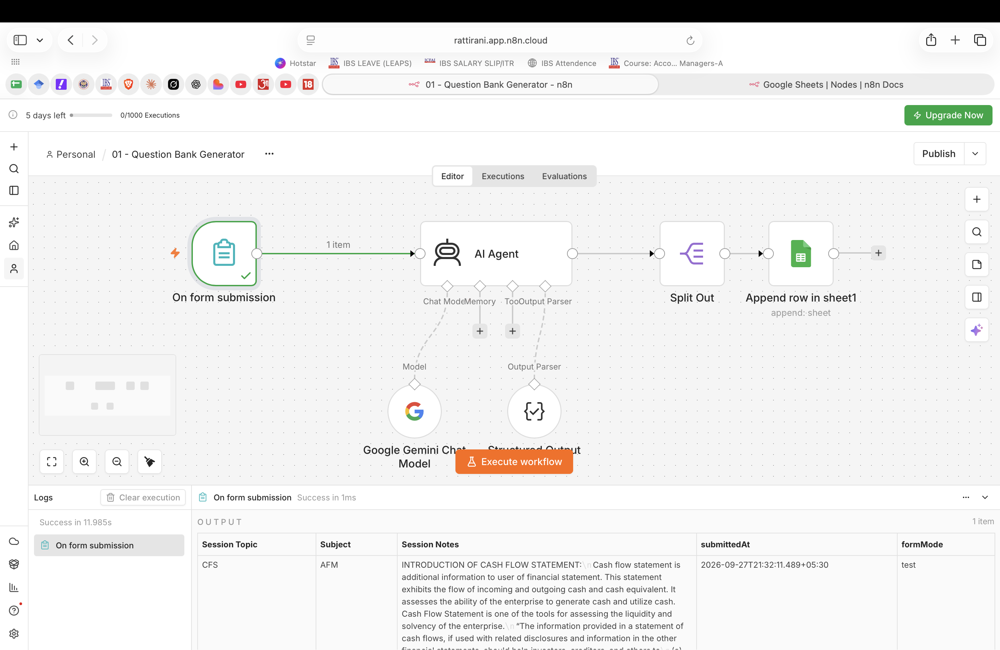 rattirani.app.n8n.cloud
Hotstar
IBS LEAVE (LEAPS)
IBS SALARY SLIP/ITR
IBS Attendence
Course: Acco... Managers-A
01 - Question Bank Generator - n8n
Google Sheets | Nodes | n8n Docs
5 days left
0/1000 Executions
Upgrade Now
Personal / 01 - Question Bank Generator
Publish
Editor
Executions
Evaluations
1 item
AI Agent
On form submission
Split Out
Append row in sheet1
append: sheet
Chat Mode
Memory
Too
Output Parser
Model
Output Parser
Google Gemini Chat
Model
Structured Output
Execute workflow
Logs
Clear execution
On form submission Success in 1ms
Success in 11.985s
On form submission
OUTPUT
1 item
Session Topic
Subject
Session Notes
submittedAt
formMode
CFS
AFM
INTRODUCTION OF CASH FLOW STATEMENT:\n Cash flow statement is
additional information to user of financial statement. This statement
exhibits the flow of incoming and outgoing cash and cash equivalent. It
assesses the ability of the enterprise to generate cash and utilize cash.
Cash Flow Statement is one of the tools for assessing the liquidity and
solvency of the enterprise.\n “The information provided in a statement of
cash flows, if used with related disclosures and information in the other
2026-09-27T21:32:11.489+05:30
test